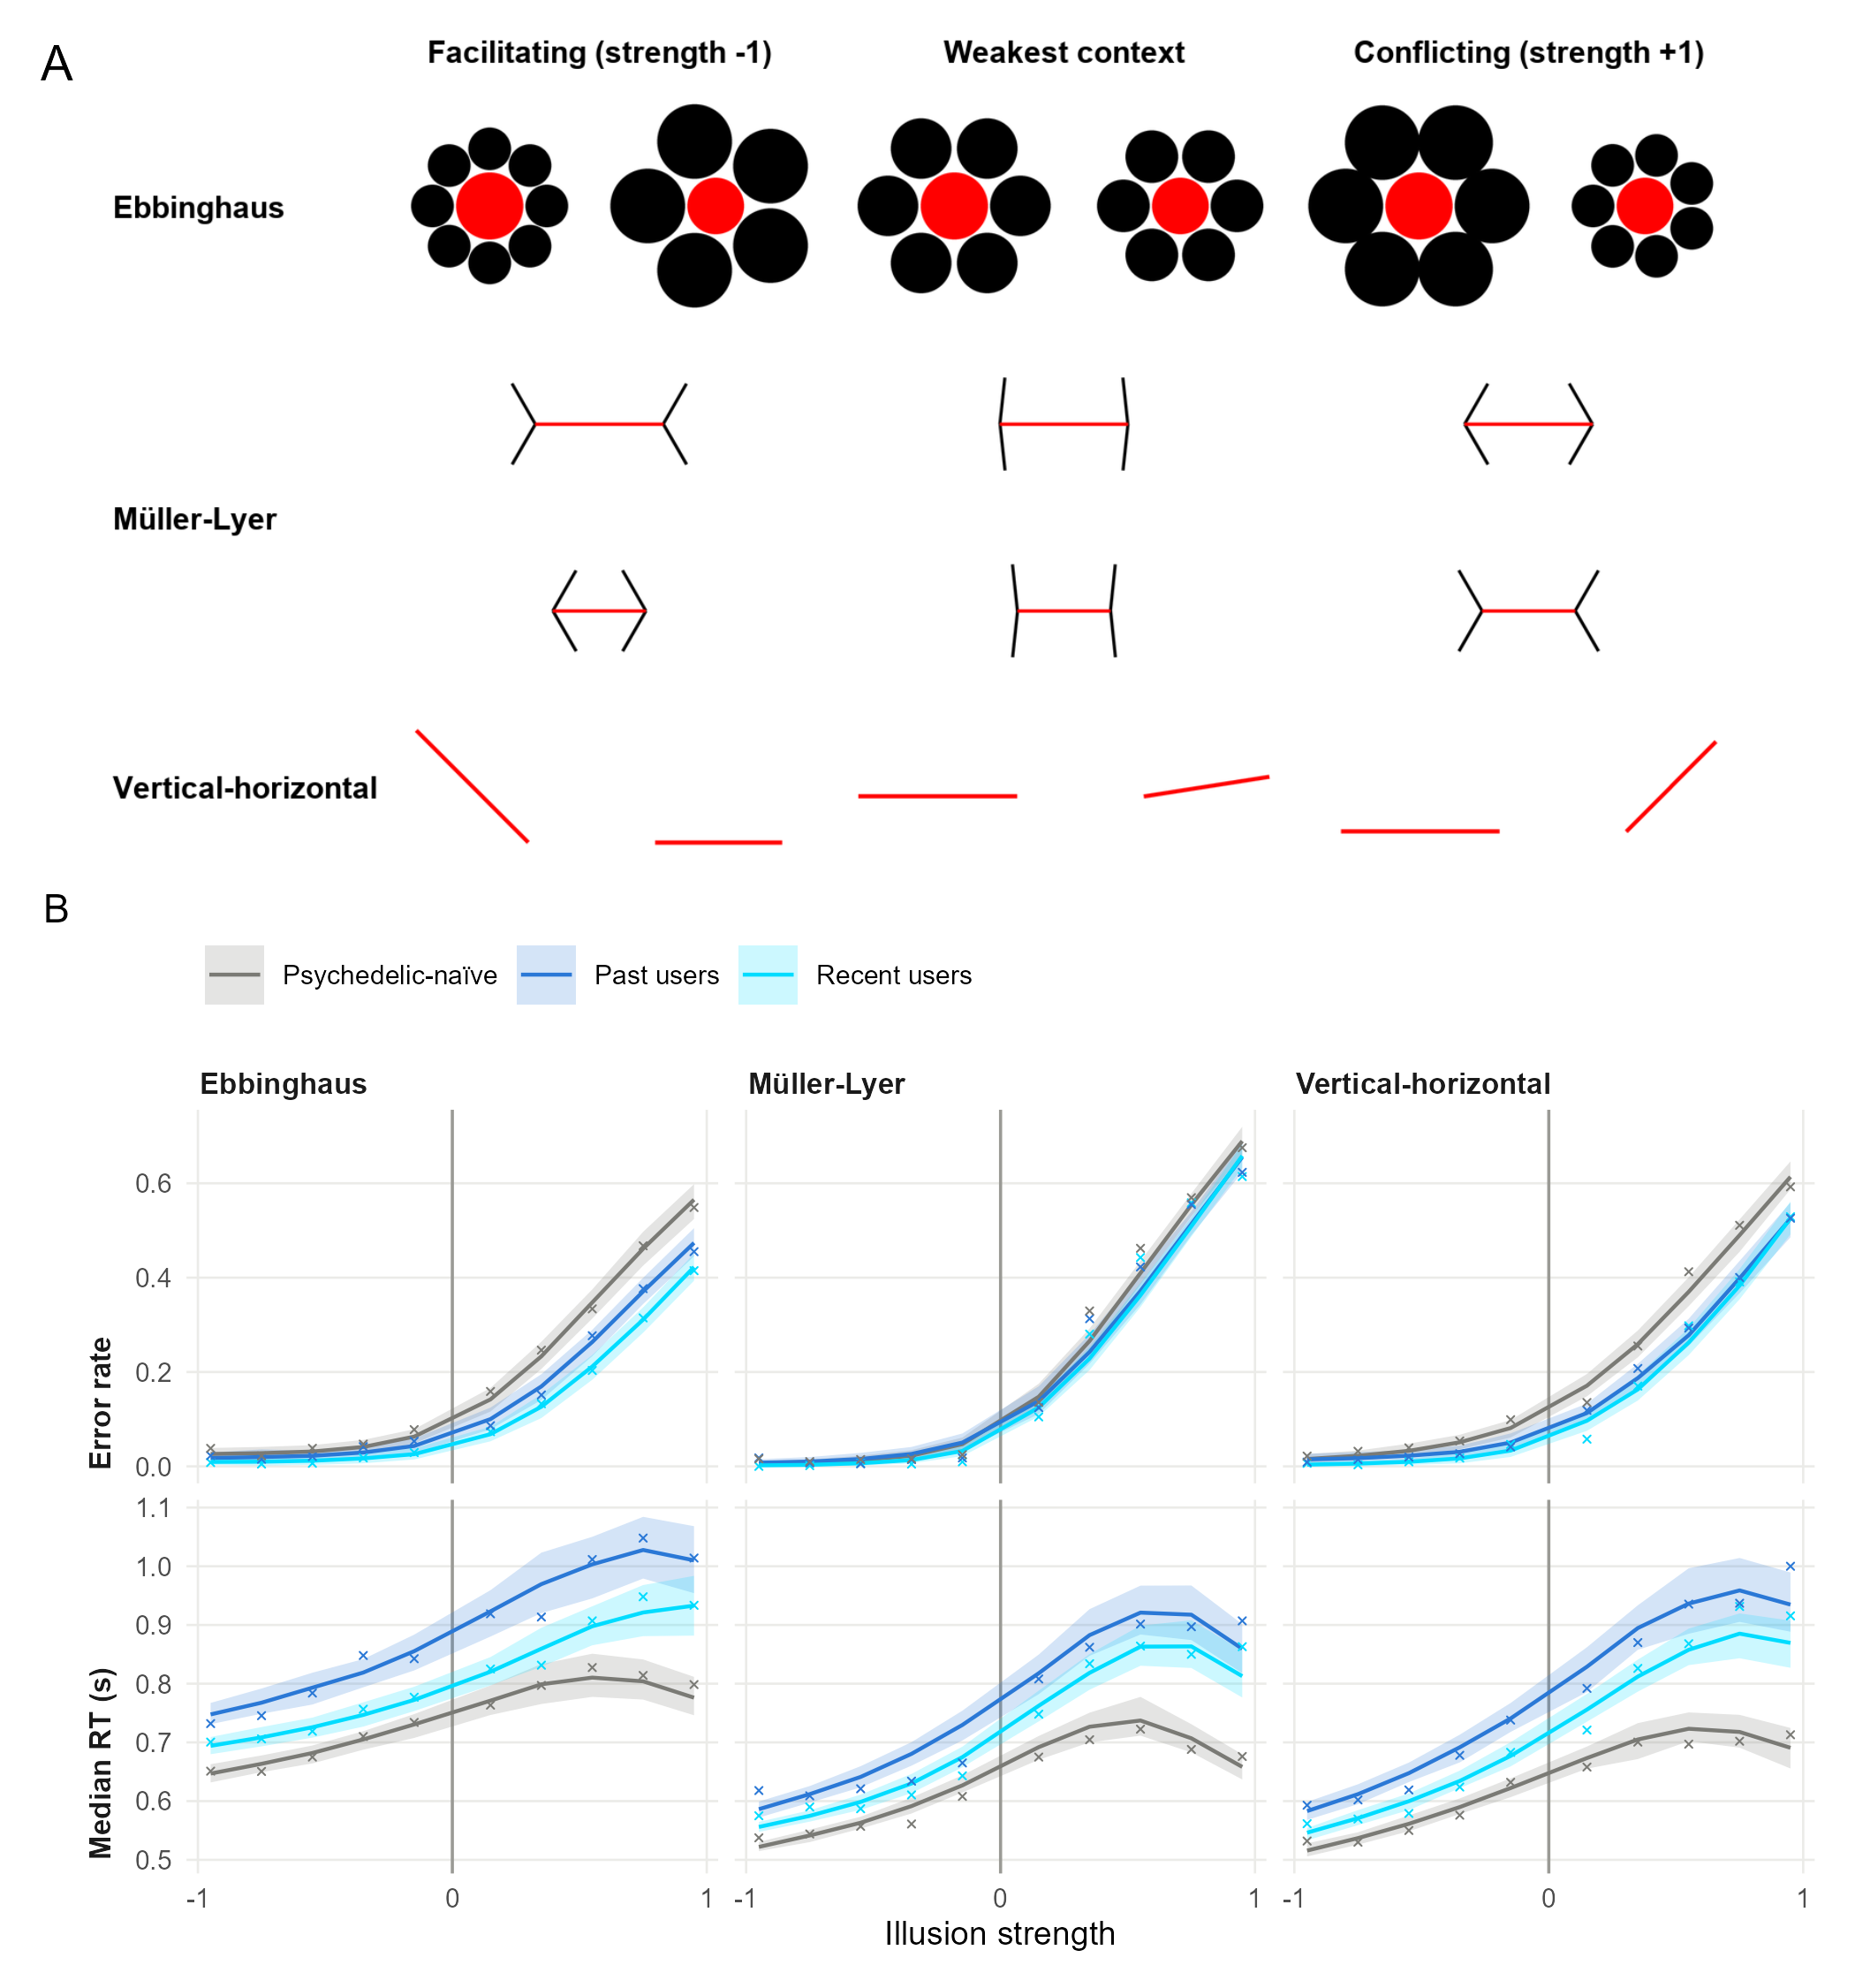 A
Facilitating (strength -1)
Weakest context
Conflicting (strength +1)
Ebbinghaus
Müller-Lyer
Vertical-horizontal
B
Psychedelic-naïve
Past users
Recent users
Ebbinghaus
Müller-Lyer
Vertical-horizontal
Error rate
0.6
0.4
0.2
0.0
Median RT (s)
1.1
1.0
0.9
0.8
0.7
0.6
0.5
-1 0 1
-1 0 1
-1 0 1
Illusion strength